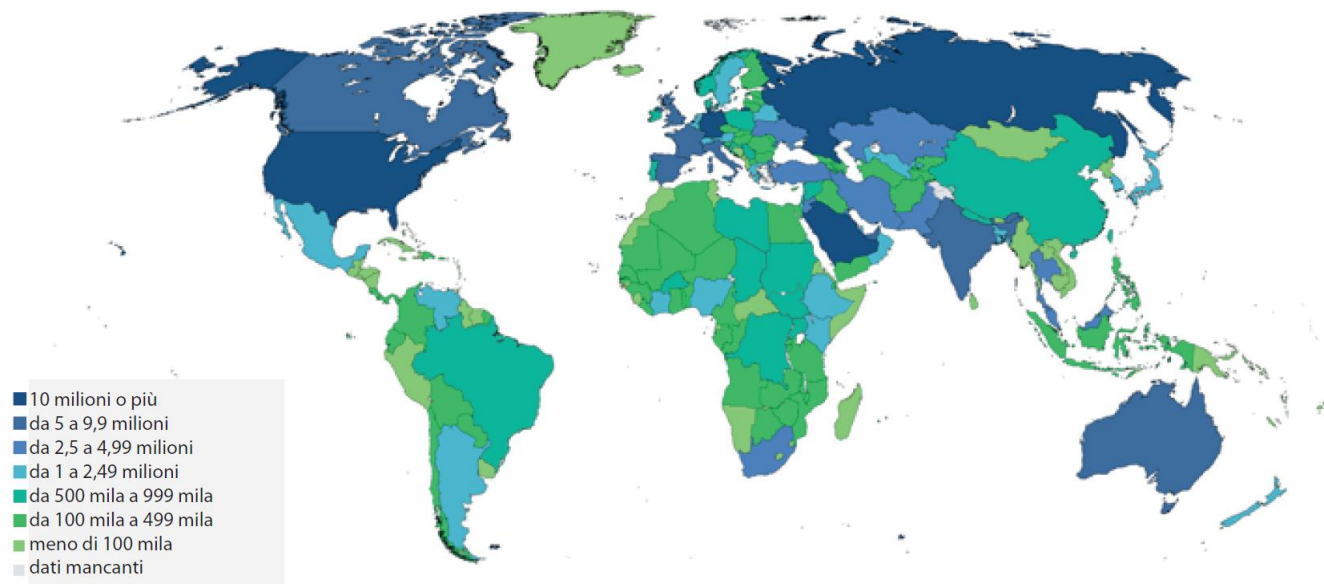 10 milioni o più
da 5 a 9,9 milioni
da 2,5 a 4,99 milioni
da 1 a 2,49 milioni
da 500 mila a 999 mila
da 100 mila a 499 mila
meno di 100 mila
dati mancanti